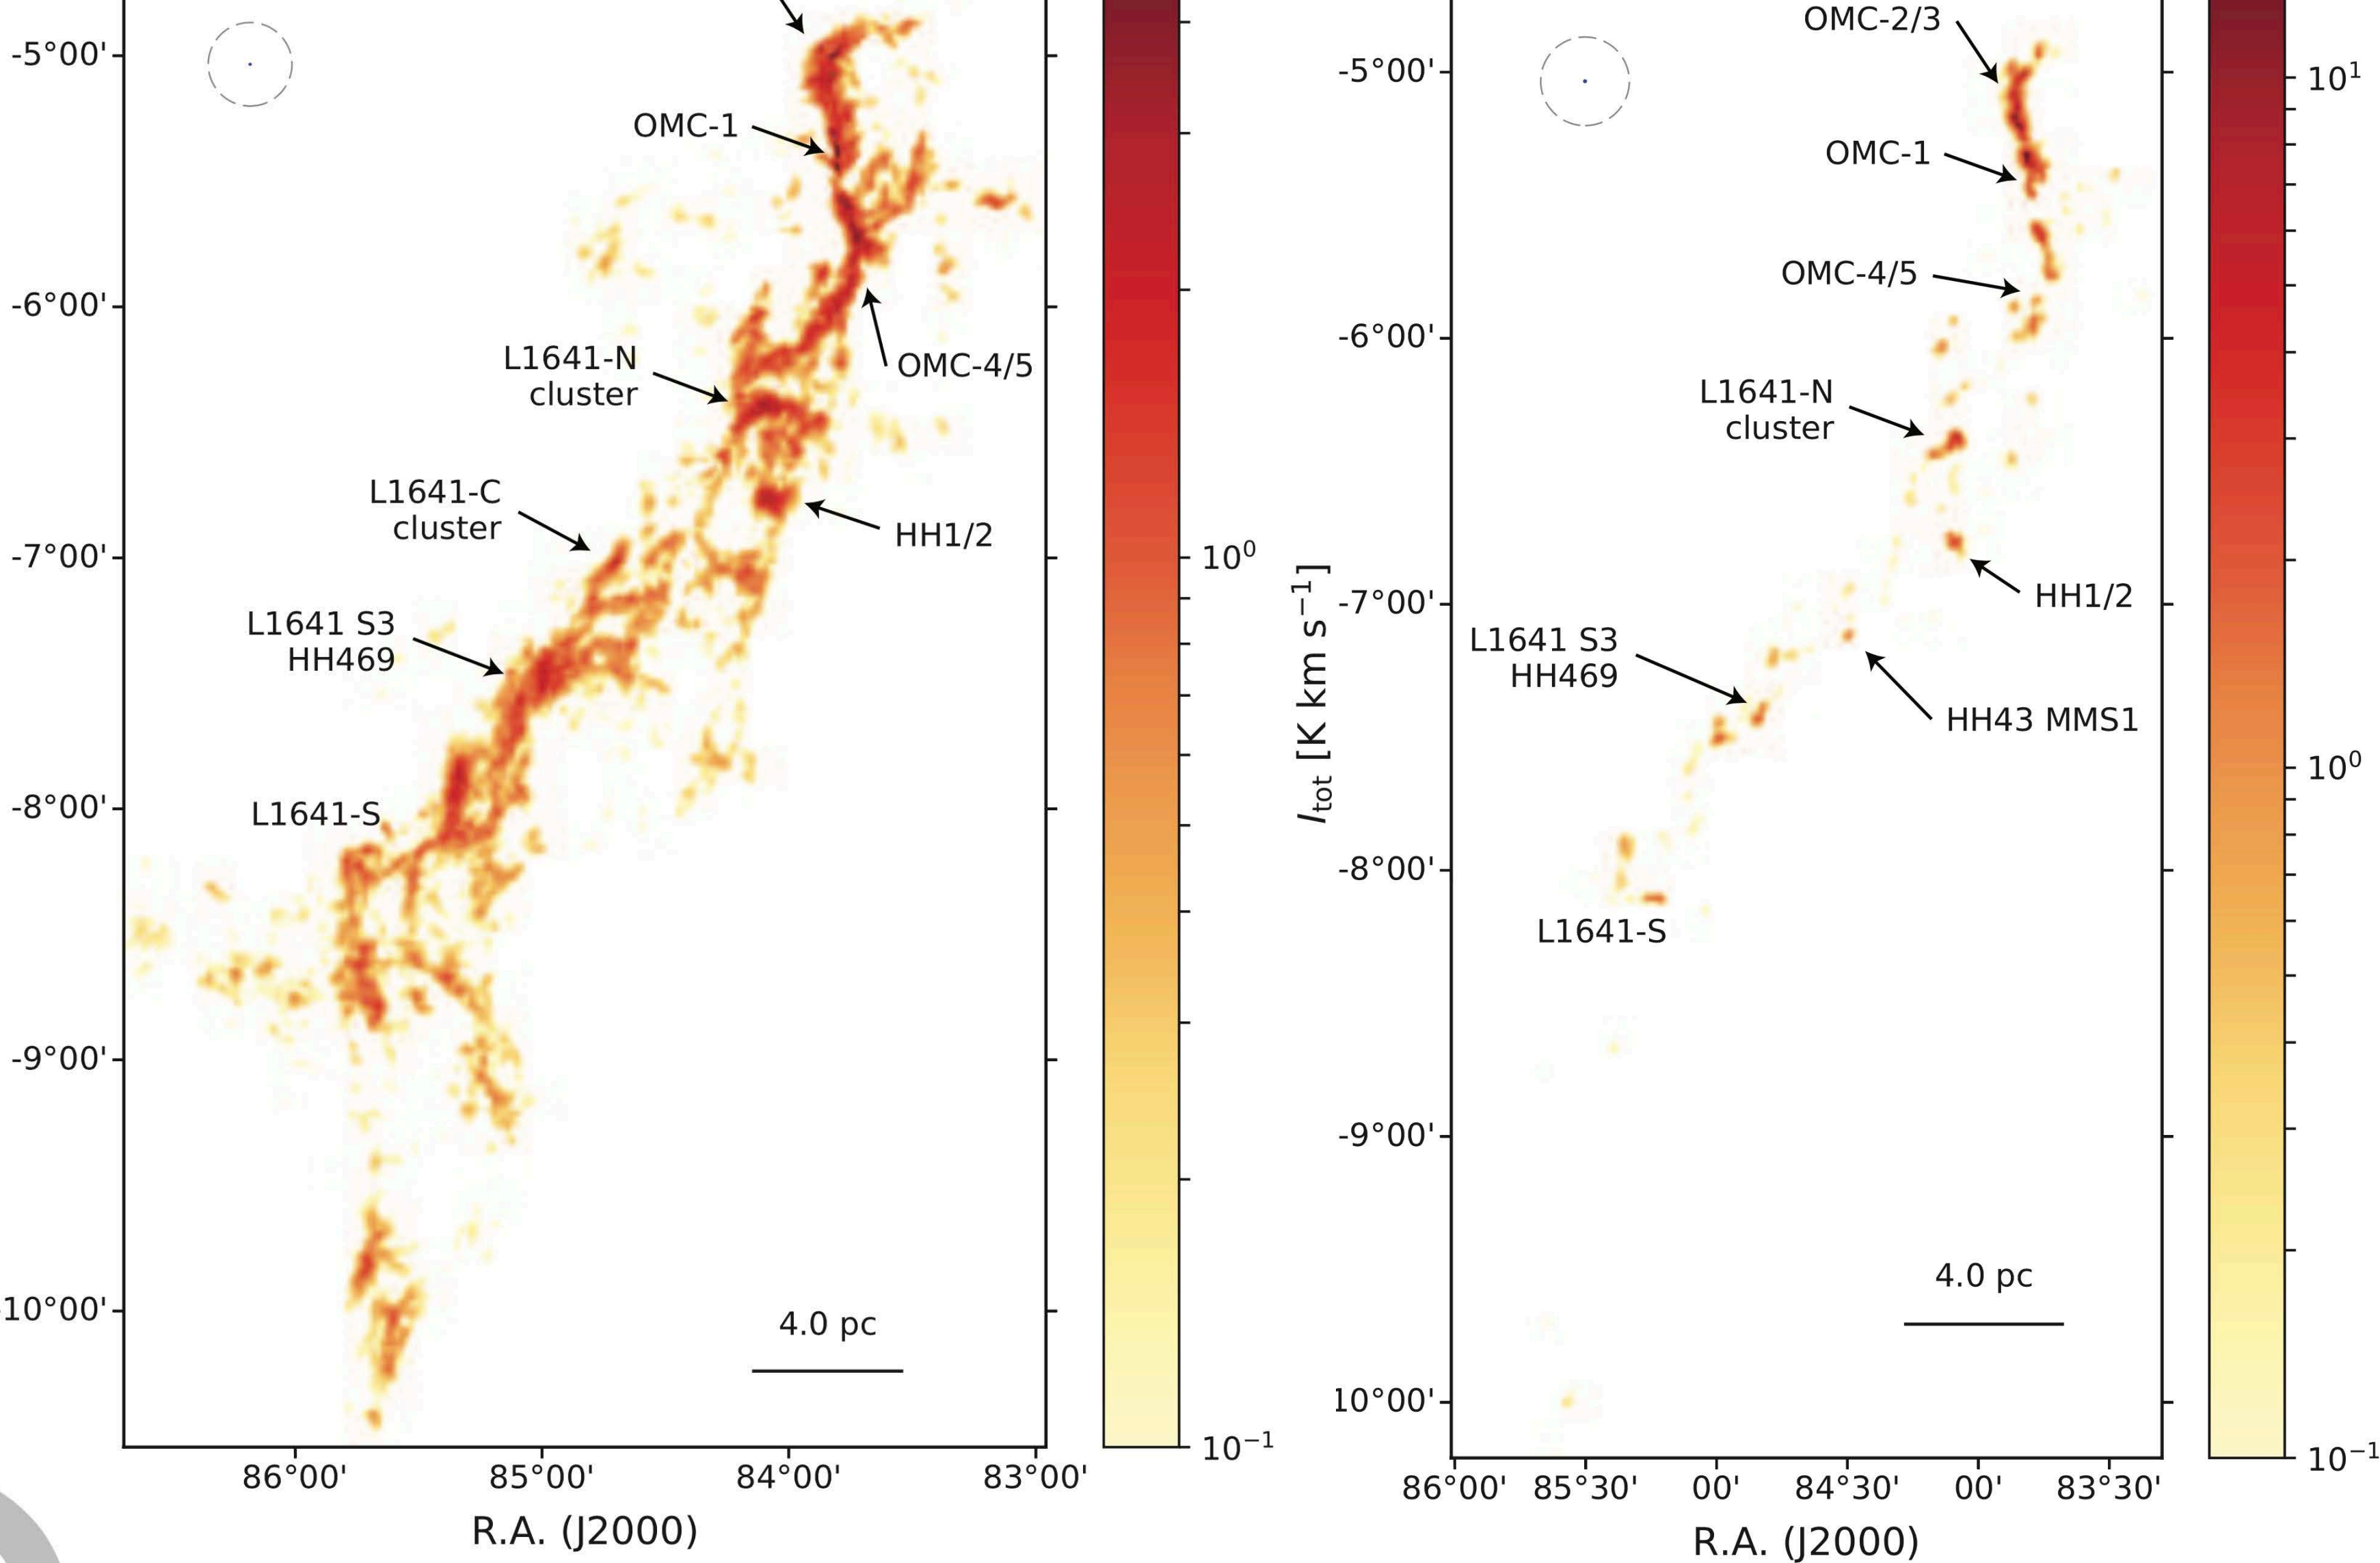 -5°00'
-6°00'
-7°00'
-8°00'
-9°00'
10°00'
OMC-1
OMC-4/5
L1641-N
cluster
HH1/2
L1641-C
cluster
L1641 S3
HH469
L1641-S
4.0 pc
86°00' 85°00' 84°00' 83°00'
R.A. (J2000)
10⁰
10⁻¹
I_tot [K km s⁻¹]
-5°00'
-6°00'
-7°00'
-8°00'
-9°00'
10°00'
OMC-2/3
OMC-1
OMC-4/5
L1641-N
cluster
HH1/2
L1641 S3
HH469
HH43 MMS1
L1641-S
4.0 pc
86°00' 85°30' 00' 84°30' 00' 83°30'
R.A. (J2000)
10¹
10⁰
10⁻¹